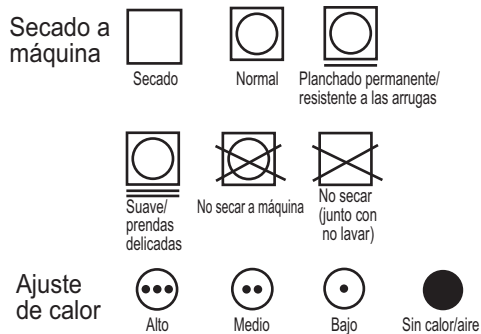 Secado a
máquina
Secado
Normal
Planchado permanente/
resistente a las arrugas
Suave/
prendas
delicadas
No secar a máquina
No secar
(junto con
no lavar)
Ajuste
de calor
Alto
Medio
Bajo
Sin calor/aire